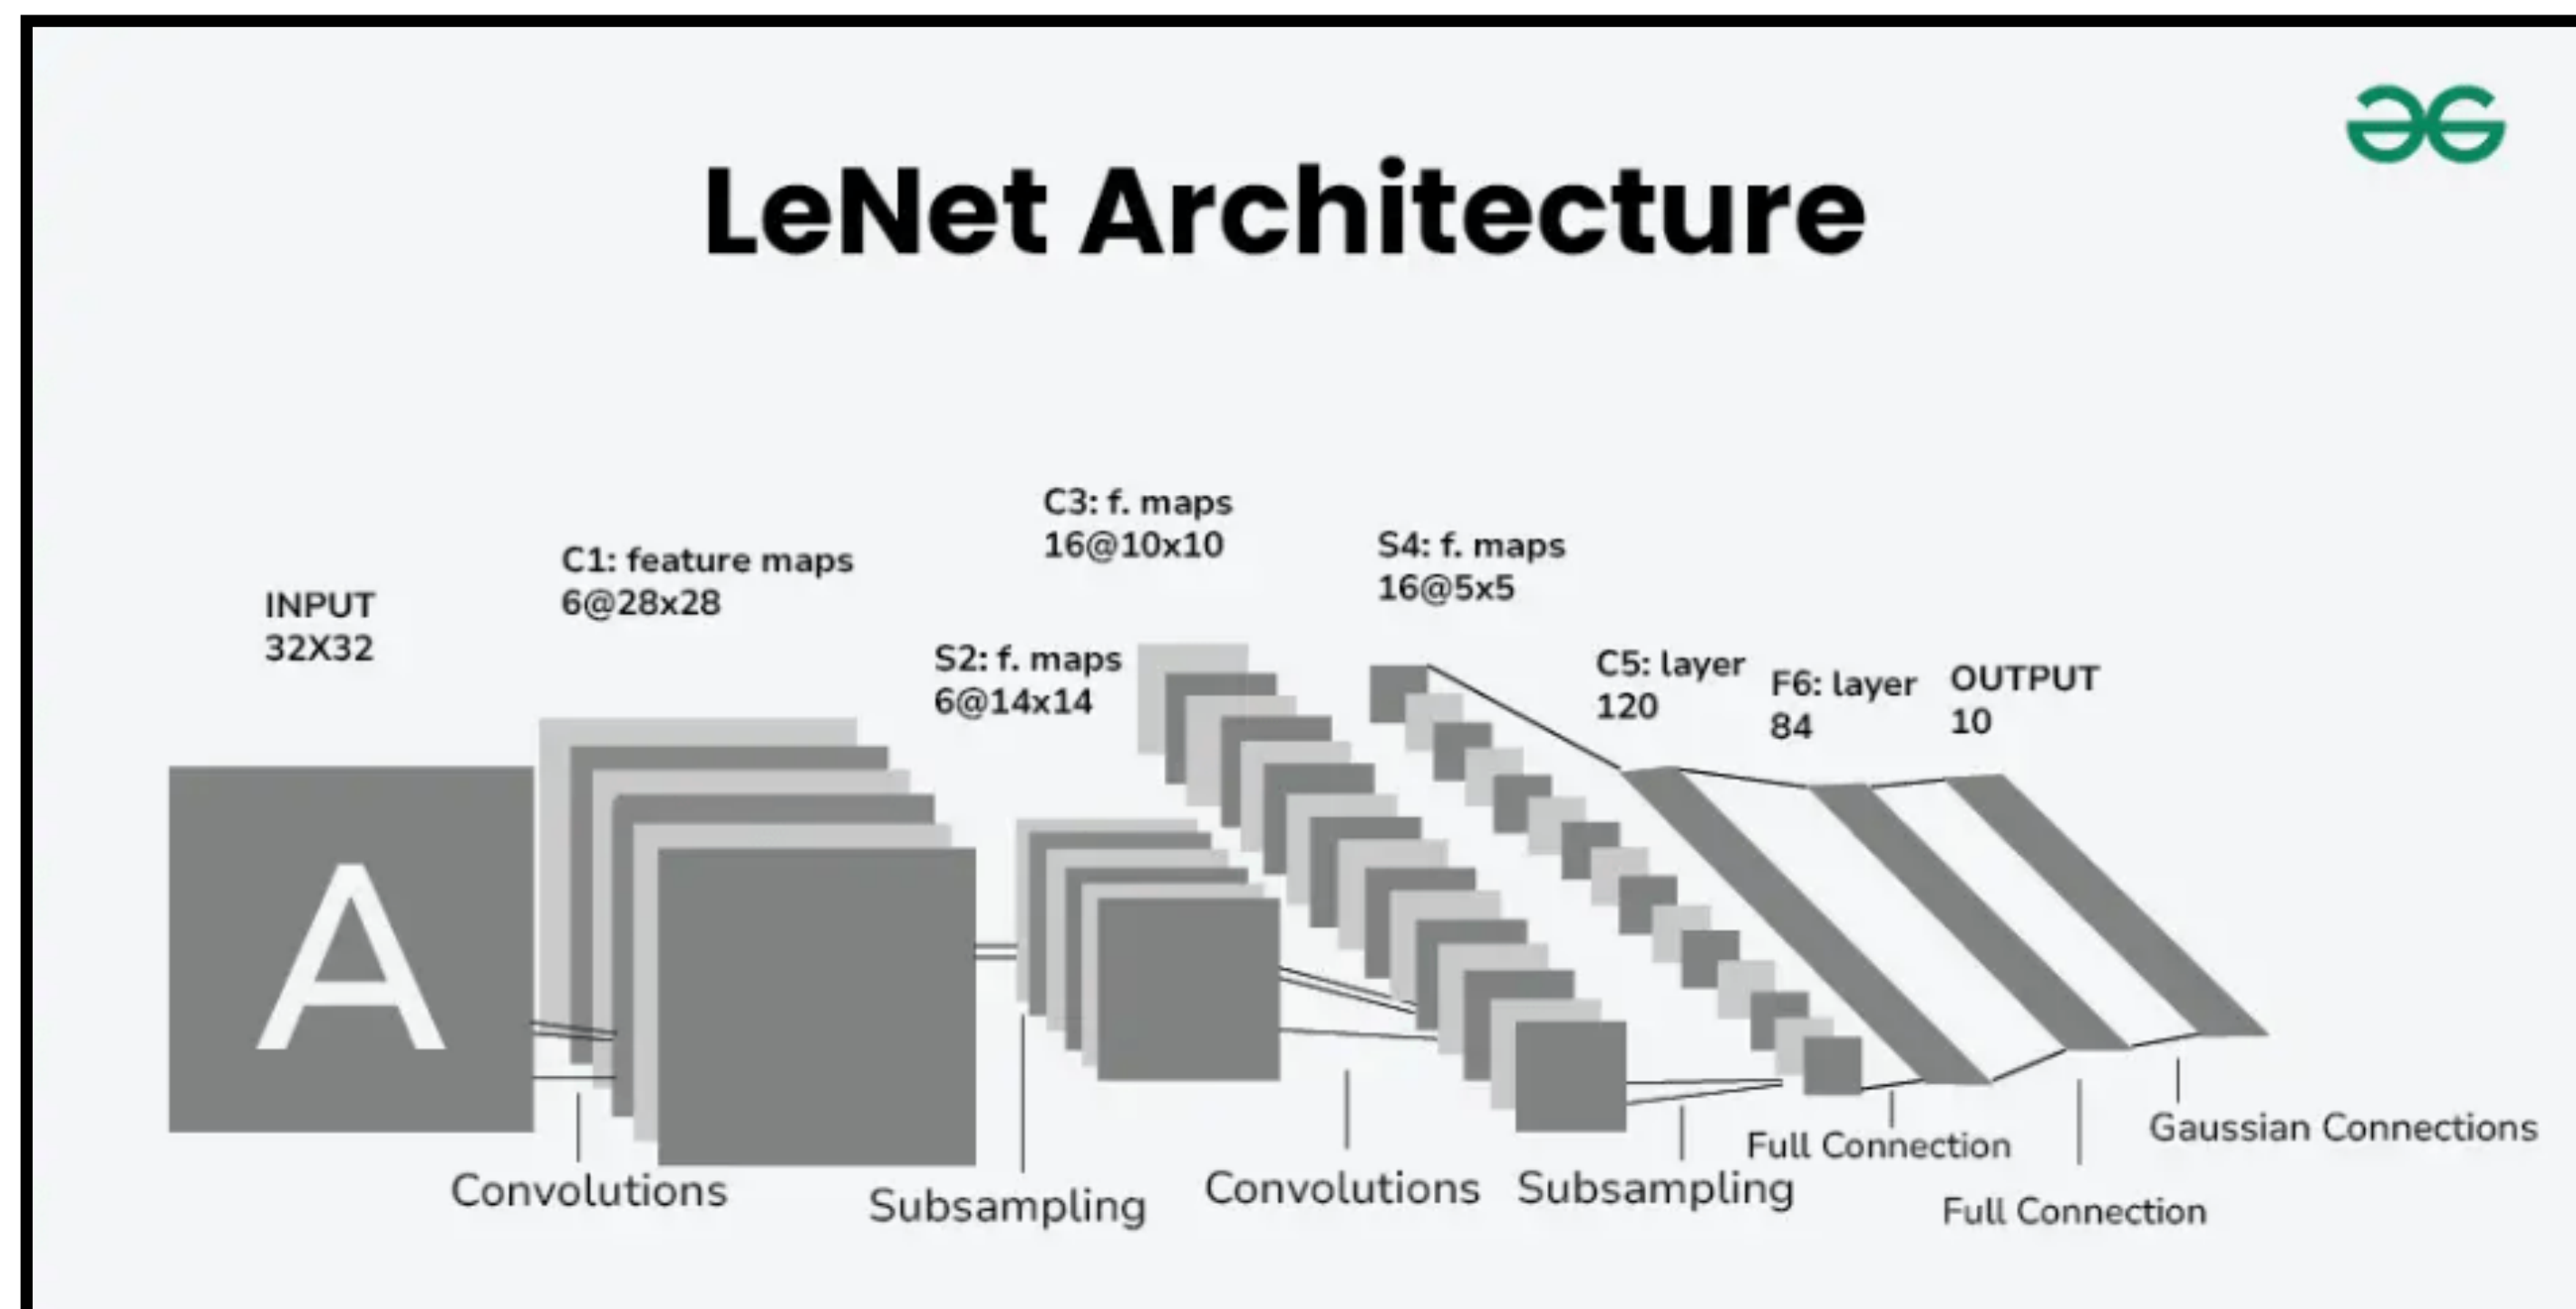 LeNet Architecture
INPUT
32X32
A
C1: feature maps
6@28x28
S2: f. maps
6@14x14
C3: f. maps
16@10x10
S4: f. maps
16@5x5
C5: layer
120
F6: layer
84
OUTPUT
10
Convolutions
Subsampling
Convolutions
Subsampling
Full Connection
Full Connection
Gaussian Connections